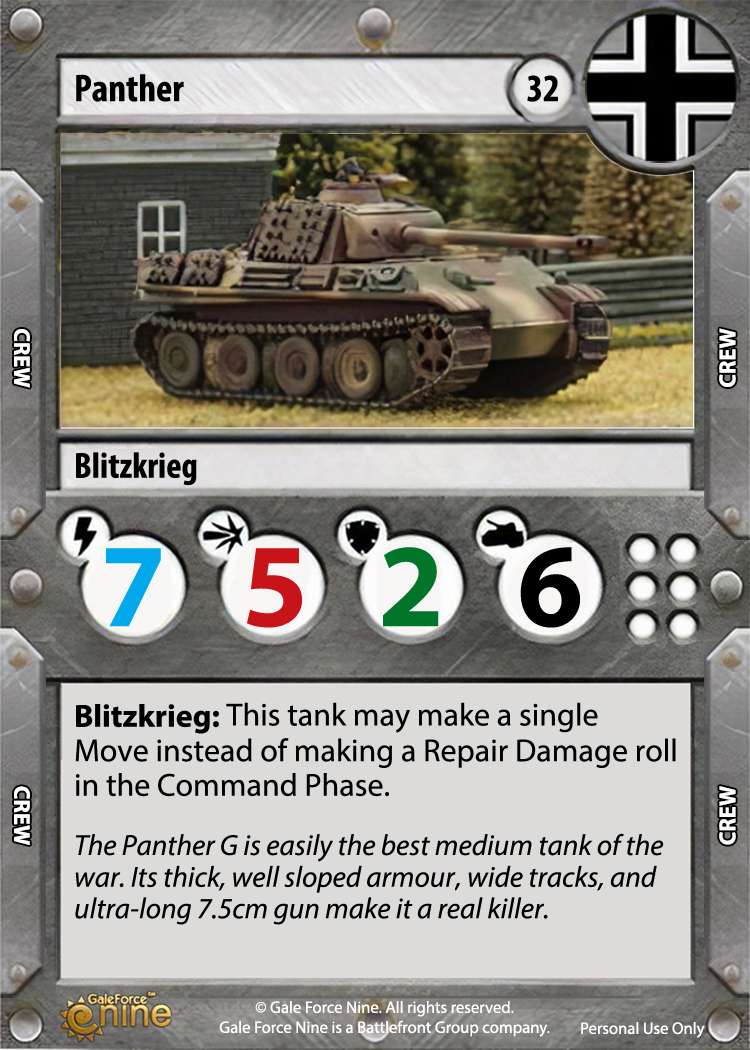 Panther
32
CREW
CREW
Blitzkrieg
7 5 2 6
Blitzkrieg: This tank may make a single
Move instead of making a Repair Damage roll
in the Command Phase.
CREW
CREW
The Panther G is easily the best medium tank of the
war. Its thick, well sloped armour, wide tracks, and
ultra-long 7.5cm gun make it a real killer.
GaleForce™
nine
© Gale Force Nine. All rights reserved.
Gale Force Nine is a Battlefront Group company.
Personal Use Only